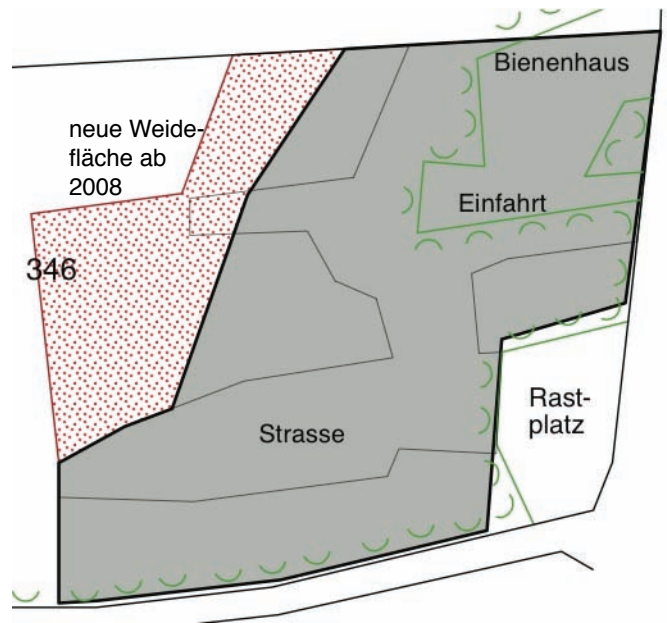 Bienenhaus
neue Weide-
fläche ab
2008
Einfahrt
346
Rast-
platz
Strasse